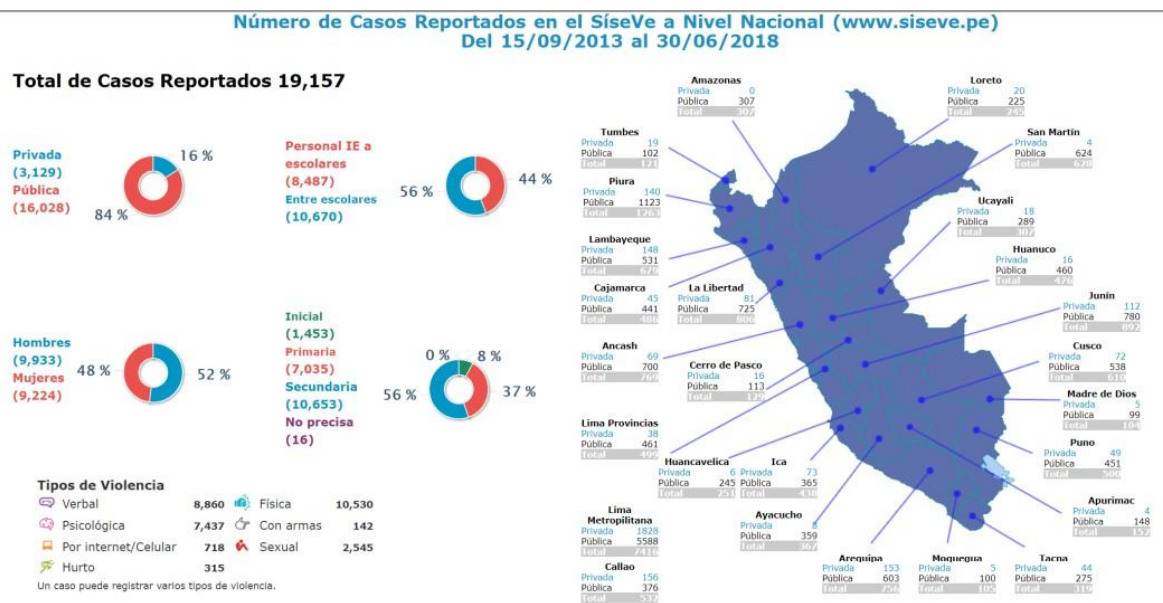 Número de Casos Reportados en el SíseVe a Nivel Nacional (www.siseve.pe)
Del 15/09/2013 al 30/06/2018
Total de Casos Reportados 19,157
Privada
(3,129)
Pública
(16,028)
16 %
84 %
Personal IE a
escolares
(8,487)
Entre escolares
(10,670)
56 %
44 %
Hombres
(9,933)
Mujeres
(9,224)
48 %
52 %
Inicial
(1,453)
Primaria
(7,035)
Secundaria
(10,653)
No precisa
(16)
0 %
8 %
56 %
37 %
Tipos de Violencia
Verbal 8,860
Física 10,530
Psicológica 7,437
Con armas 142
Por internet/Celular 718
Sexual 2,545
Hurto 315
Un caso puede registrar varios tipos de violencia.
Amazonas
Privada 0
Pública 307
Total 307
Loreto
Privada 20
Pública 225
Total 245
Tumbes
Privada 19
Pública 102
Total 121
San Martín
Privada 4
Pública 624
Total 628
Piura
Privada 140
Pública 1123
Total 1263
Ucayali
Privada 18
Pública 289
Total 307
Lambayeque
Privada 148
Pública 531
Total 679
Huanuco
Privada 16
Pública 460
Total 476
Cajamarca
Privada 45
Pública 441
Total 486
La Libertad
Privada 81
Pública 725
Total 806
Junín
Privada 112
Pública 780
Total 892
Ancash
Privada 69
Pública 700
Total 769
Cerro de Pasco
Privada 16
Pública 113
Total 129
Cusco
Privada 72
Pública 538
Total 610
Madre de Dios
Privada 5
Pública 99
Total 104
Lima Provincias
Privada 38
Pública 461
Total 499
Huancavelica
Privada 6
Pública 245
Total 251
Ica
Privada 73
Pública 365
Total 438
Puno
Privada 49
Pública 451
Total 500
Lima
Metropilitana
Privada 1828
Pública 5588
Total 7416
Ayacucho
Privada 8
Pública 359
Total 367
Apurimac
Privada 4
Pública 148
Total 152
Callao
Privada 156
Pública 376
Total 532
Arequipa
Privada 153
Pública 603
Total 756
Moquegua
Privada 5
Pública 100
Total 105
Tacna
Privada 44
Pública 275
Total 319